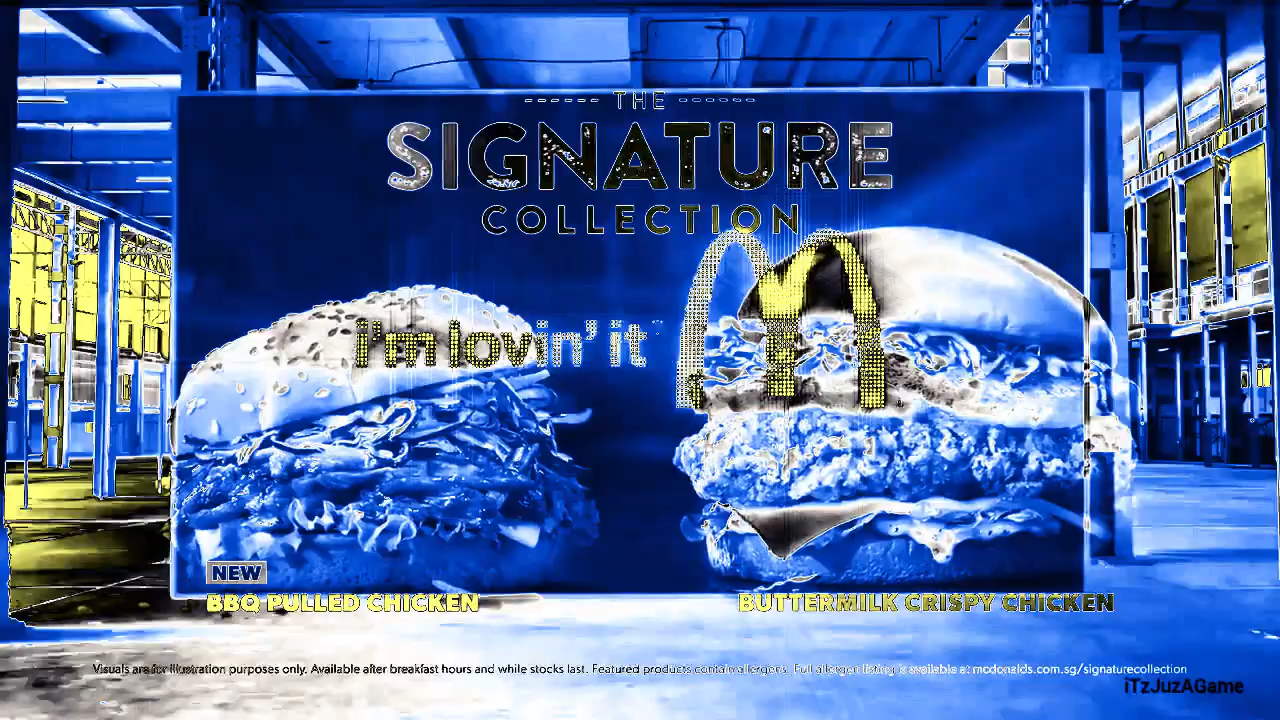 THE
SIGNATURE
COLLECTION
i'm lovin' it
NEW
BBQ PULLED CHICKEN
BUTTERMILK CRISPY CHICKEN
Visuals are for illustration purposes only. Available after breakfast hours and while stocks last. Featured products contain allergens. Full allergen listing is available at mcdonalds.com.sg/signaturecollection
iTzJuzAGame